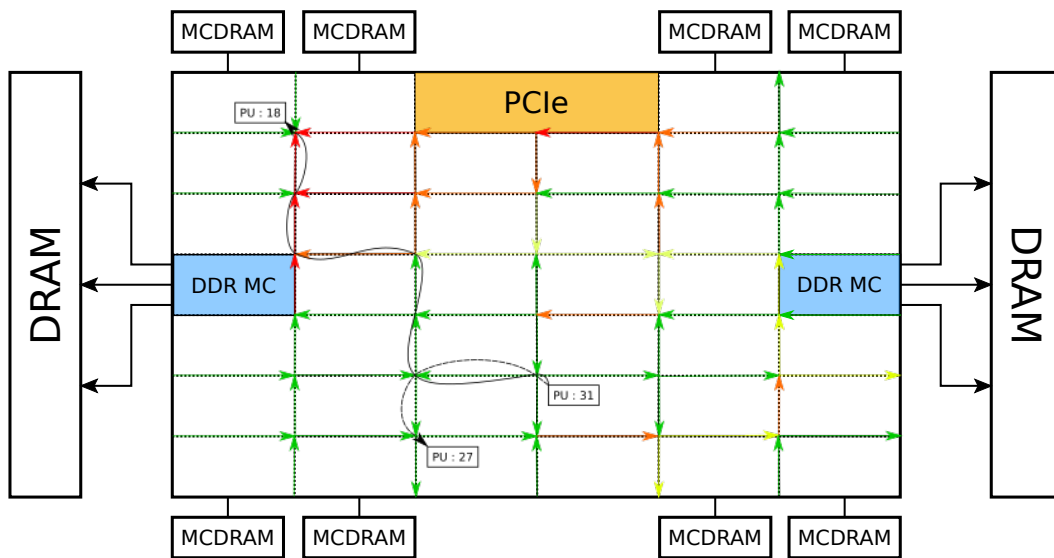 MCDRAM MCDRAM MCDRAM MCDRAM
PCIe
PU : 18
DRAM
DDR MC
DDR MC
DRAM
PU : 31
PU : 27
MCDRAM MCDRAM MCDRAM MCDRAM